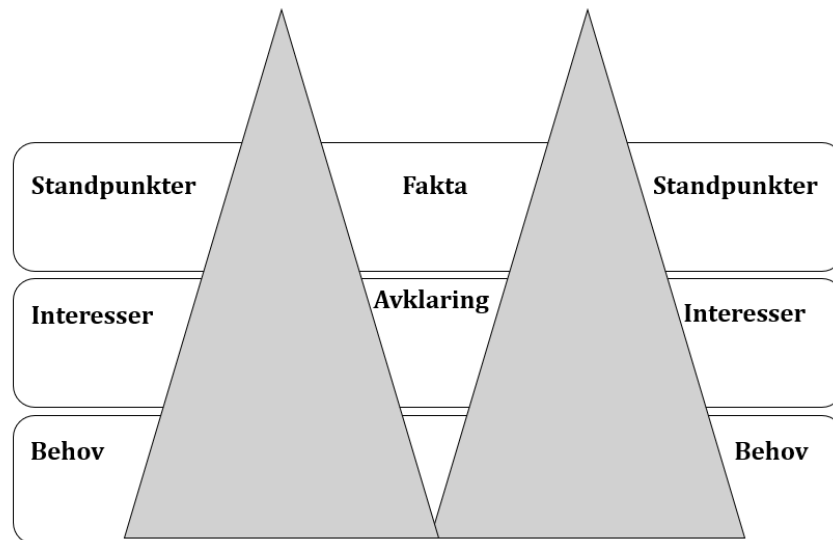 Standpunkter Fakta Standpunkter
Avklaring
Interesser Interesser
Behov Behov